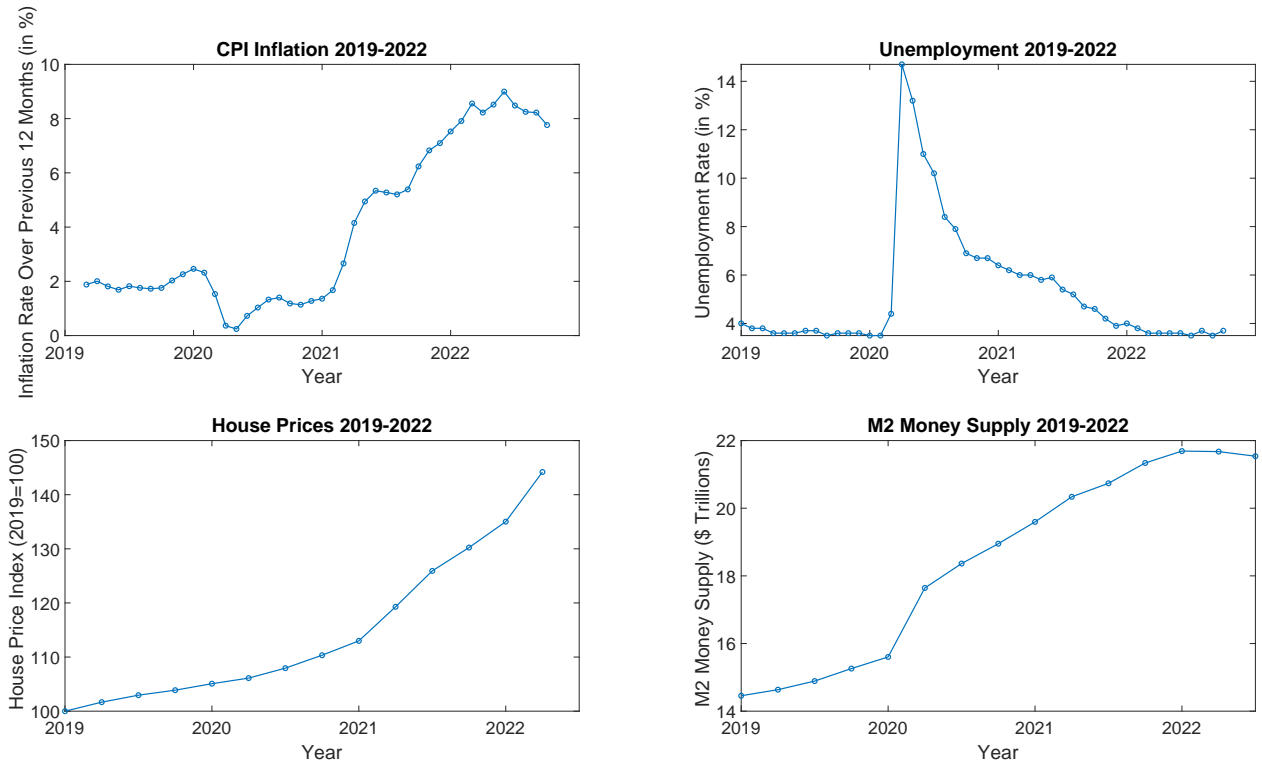 CPI Inflation 2019-2022
Inflation Rate Over Previous 12 Months (in %)
10
8
6
4
2
0
2019 2020 2021 2022
Year
Unemployment 2019-2022
Unemployment Rate (in %)
14
12
10
8
6
4
2019 2020 2021 2022
Year
House Prices 2019-2022
House Price Index (2019=100)
150
140
130
120
110
100
2019 2020 2021 2022
Year
M2 Money Supply 2019-2022
M2 Money Supply ($ Trillions)
22
20
18
16
14
2019 2020 2021 2022
Year